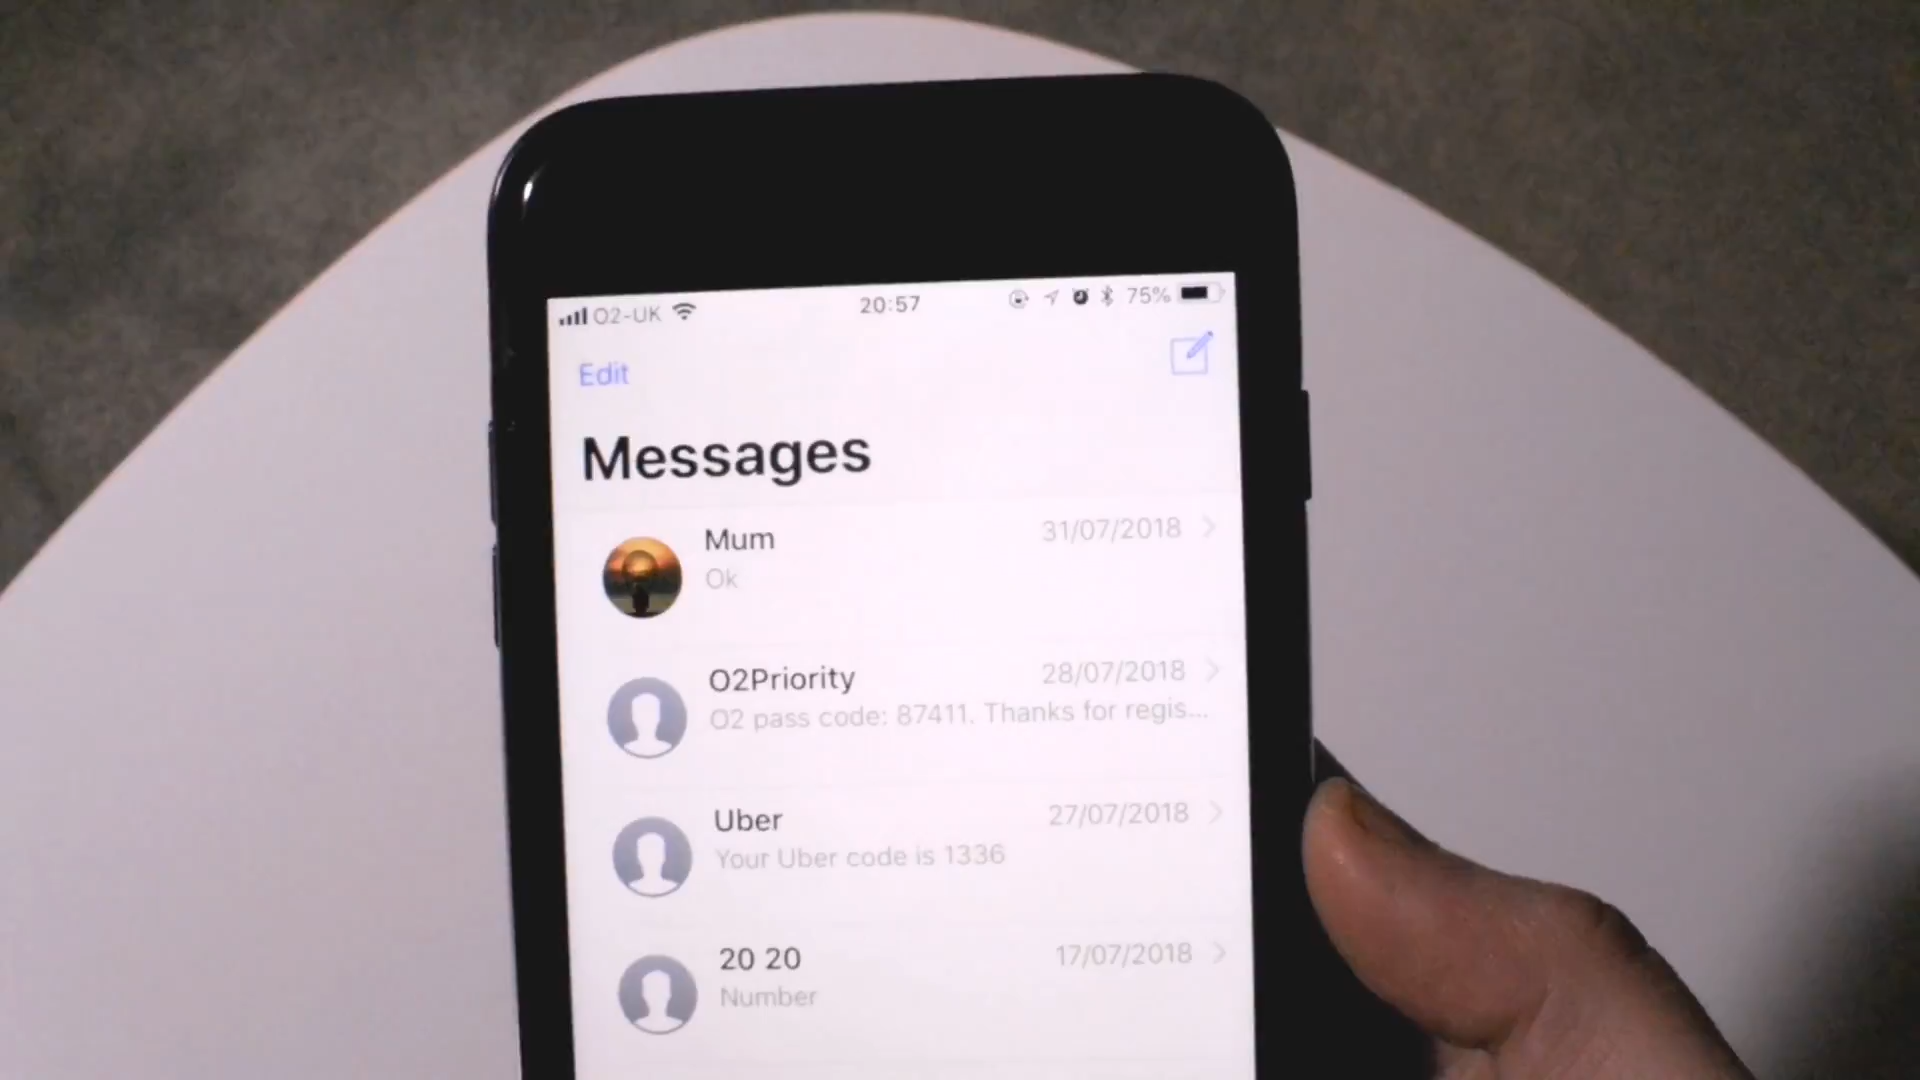 O2-UK 20:57 75%
Edit
Messages
Mum 31/07/2018
Ok
O2Priority 28/07/2018
O2 pass code: 87411. Thanks for regis...
Uber 27/07/2018
Your Uber code is 1336
20 20 17/07/2018
Number